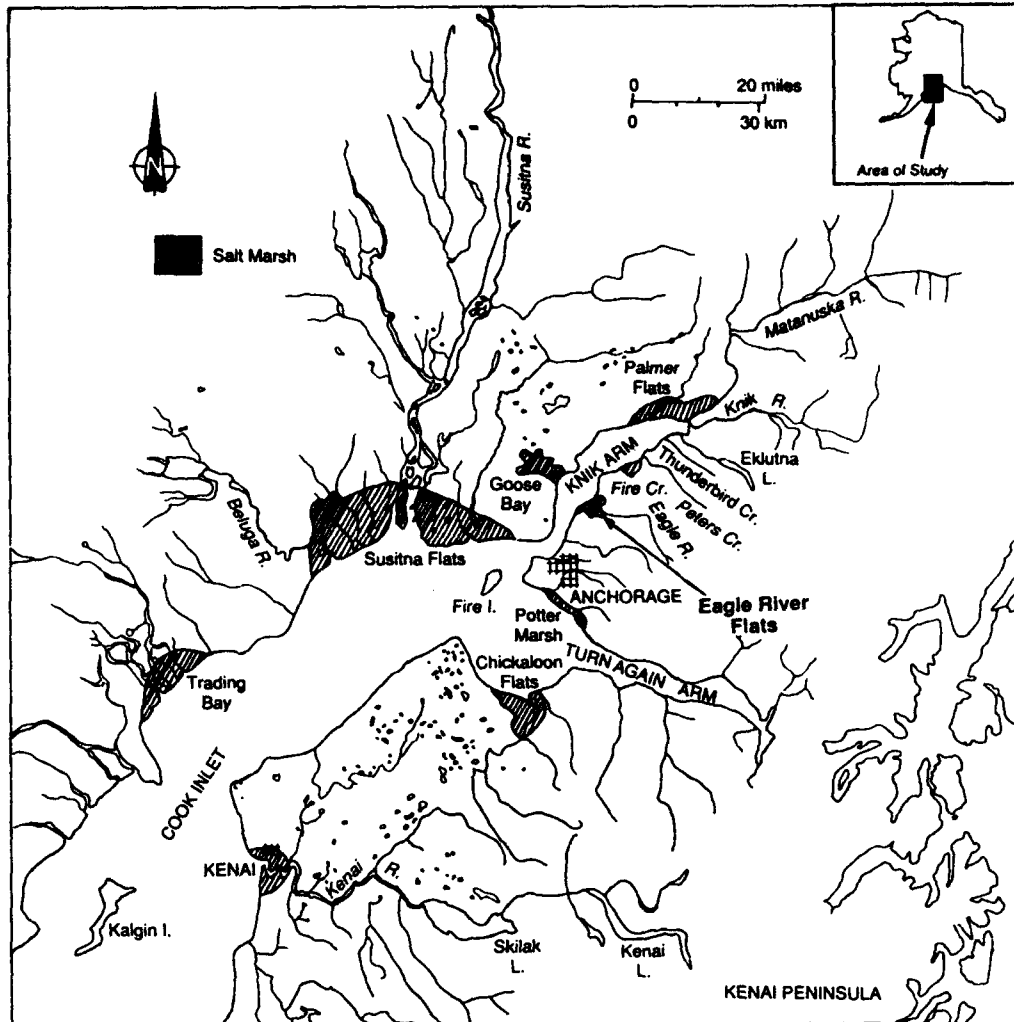 0 20 miles
0 30 km
Area of Study
N
Salt Marsh
Susitna R.
Matanuska R.
Palmer
Flats
Knik R.
KNIK ARM
Eklutna
L.
Goose
Bay
Thunderbird Cr.
Fire Cr.
Peters Cr.
Eagle R.
Beluga R.
Susitna Flats
Fire I.
ANCHORAGE
Eagle River
Flats
Potter
Marsh
TURN AGAIN ARM
Chickaloon
Flats
Trading
Bay
COOK INLET
KENAI
Kenai R.
Kalgin I.
Skilak
L.
Kenai
L.
KENAI PENINSULA